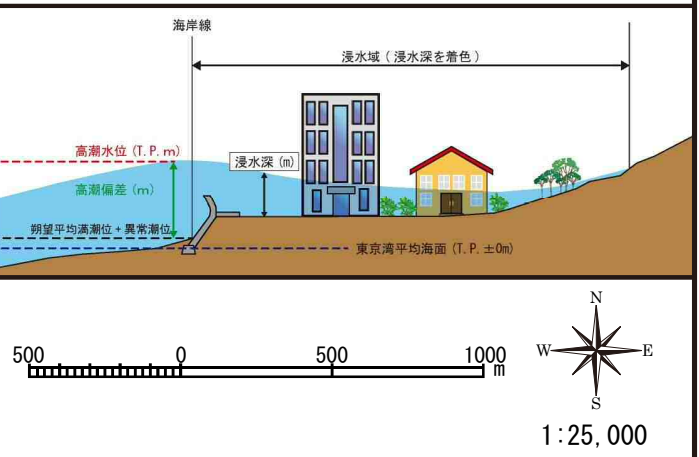 海岸線
浸水域 ( 浸水深を着色 )
高潮水位 (T. P. m)
浸水深 (m)
高潮偏差 (m)
朔望平均満潮位 + 異常潮位
東京湾平均海面 (T. P. ±0m)
500 0 500 1000
m
N
W E
S
1:25, 000